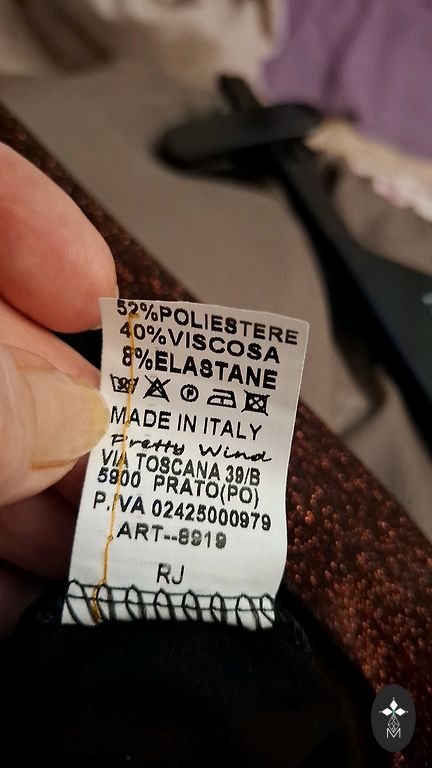 52%POLIESTERE
40%VISCOSA
8%ELASTANE
P
MADE IN ITALY
Pretty Wind
VIA TOSCANA 39/B
5900 PRATO(PO)
P.IVA 02425000979
ART--8919
RJ
M